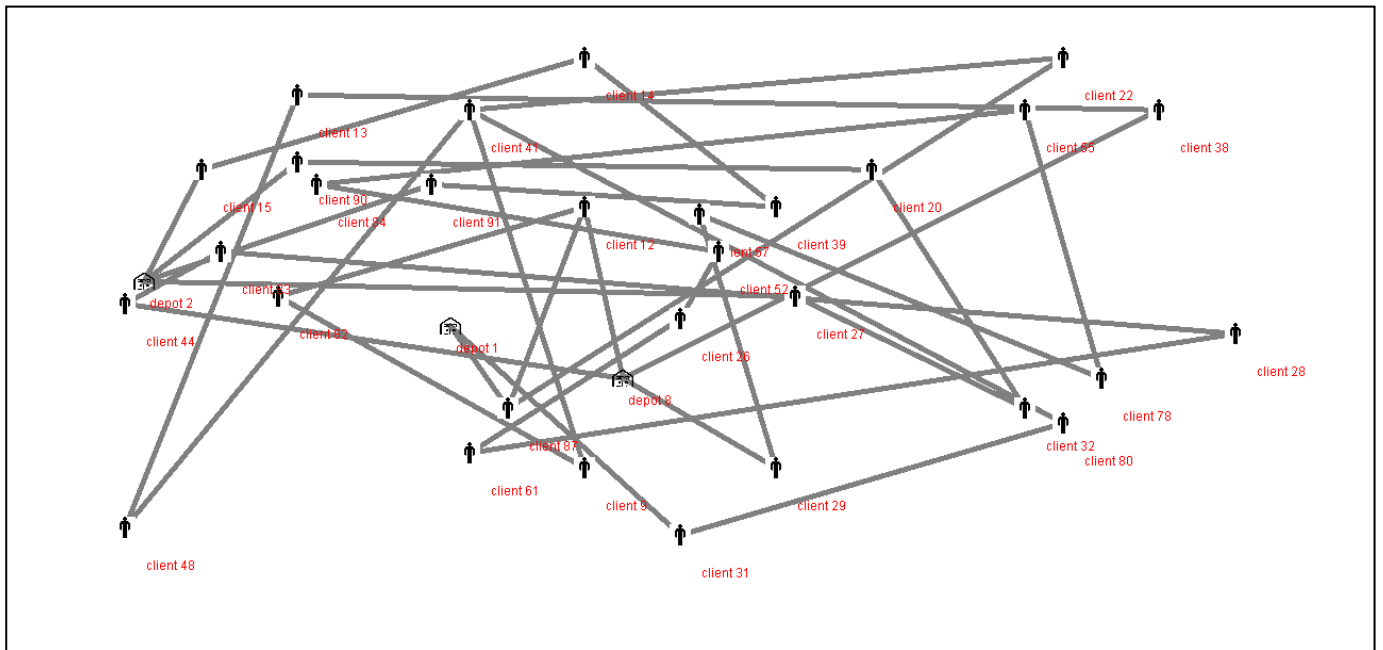 client 14
client 22
client 13
client 41
client 55
client 38
client 90
client 15
client 84
client 91
client 20
client 12
client 57
client 39
client 52
depot 2
client 82
client 27
client 44
depot 1
client 26
client 28
depot 8
client 78
client 87
client 32
client 80
client 61
client 9
client 29
client 48
client 31